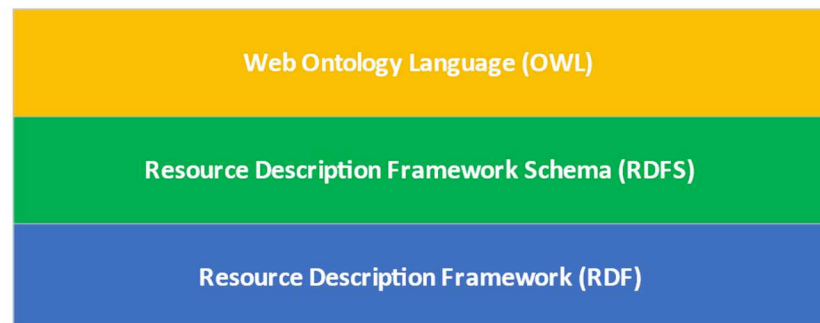 Web Ontology Language (OWL)
Resource Description Framework Schema (RDFS)
Resource Description Framework (RDF)